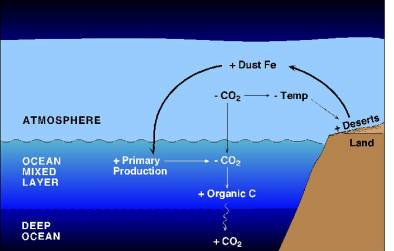 + Dust Fe
- CO₂
- Temp
+ Deserts
ATMOSPHERE
Land
OCEAN
MIXED
LAYER
+ Primary
Production
- CO₂
+ Organic C
DEEP
OCEAN
+ CO₂